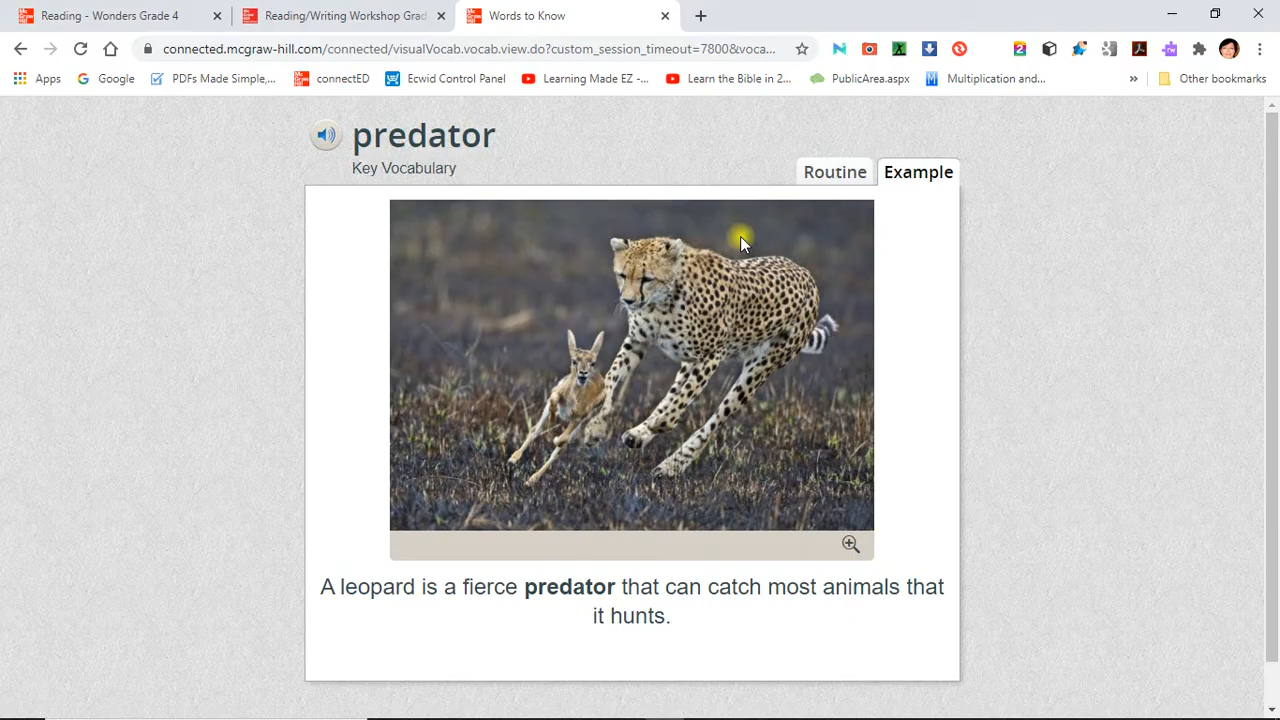 Reading - Wonders Grade 4
Reading/Writing Workshop Grad
Words to Know
connected.mcgraw-hill.com/connected/visualVocab.vocab.viewdo?custom_session_timeout=7800&voca...
Apps
Google
PDFs Made Simple,...
connectED
Ecwid Control Panel
Learning Made EZ -...
Learn the Bible in 2...
PublicArea.aspx
Multiplication and...
»
Other bookmarks
predator
Key Vocabulary
Routine
Example
A leopard is a fierce predator that can catch most animals that
it hunts.